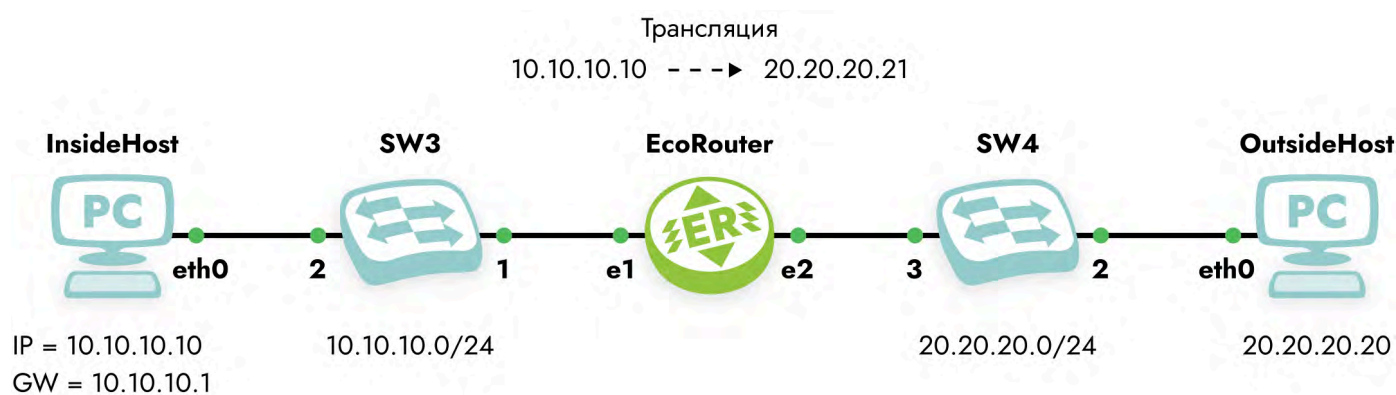 Трансляция
10.10.10.10 20.20.20.21
InsideHost SW3 EcoRouter SW4 OutsideHost
PC ER PC
eth0 2 1 e1 e2 3 2 eth0
IP = 10.10.10.10 10.10.10.0/24 20.20.20.0/24 20.20.20.20
GW = 10.10.10.1